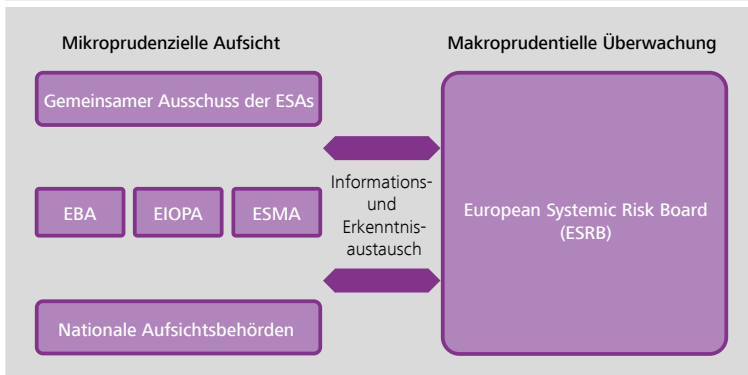 Mikroprudenzielle Aufsicht
Makroprudentielle Überwachung
Gemeinsamer Ausschuss der ESAs
EBA
EIOPA
ESMA
Informations-
und
Erkenntnis-
austausch
European Systemic Risk Board
(ESRB)
Nationale Aufsichtsbehörden